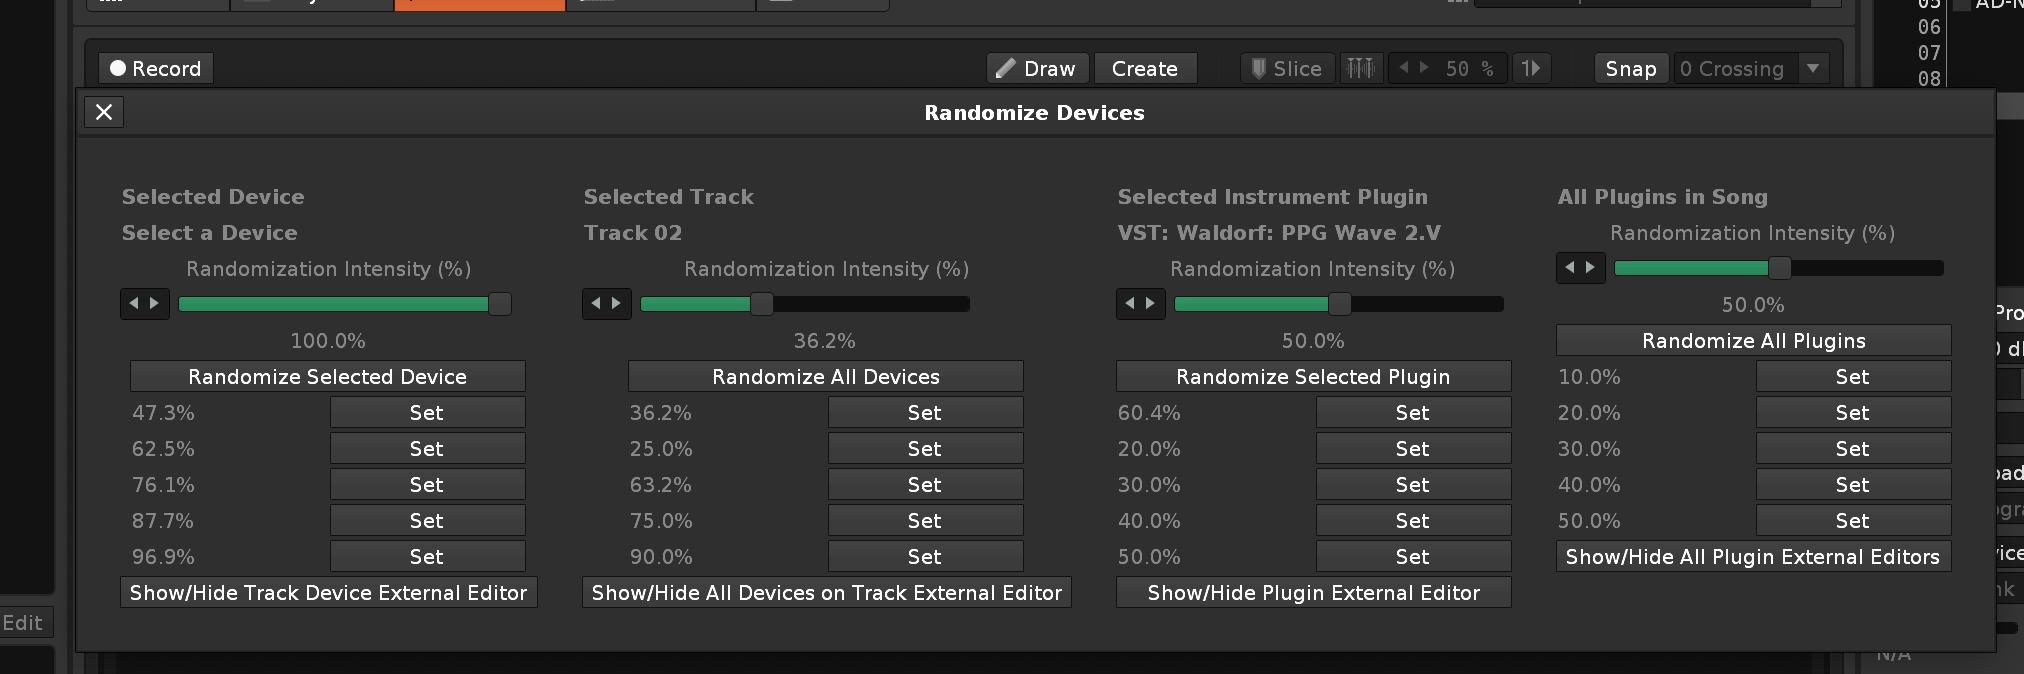 05
AD-N
06
07
08
Record
Draw
Create
Slice
50 %
1
Snap
0 Crossing
Randomize Devices
Selected Device
Select a Device
Randomization Intensity (%)
100.0%
Randomize Selected Device
47.3% Set
62.5% Set
76.1% Set
87.7% Set
96.9% Set
Show/Hide Track Device External Editor
Selected Track
Track 02
Randomization Intensity (%)
36.2%
Randomize All Devices
36.2% Set
25.0% Set
63.2% Set
75.0% Set
90.0% Set
Show/Hide All Devices on Track External Editor
Selected Instrument Plugin
VST: Waldorf: PPG Wave 2.V
Randomization Intensity (%)
50.0%
Randomize Selected Plugin
60.4% Set
20.0% Set
30.0% Set
40.0% Set
50.0% Set
Show/Hide Plugin External Editor
All Plugins in Song
Randomization Intensity (%)
50.0%
Randomize All Plugins
10.0% Set
20.0% Set
30.0% Set
40.0% Set
50.0% Set
Show/Hide All Plugin External Editors
Edit
N/A